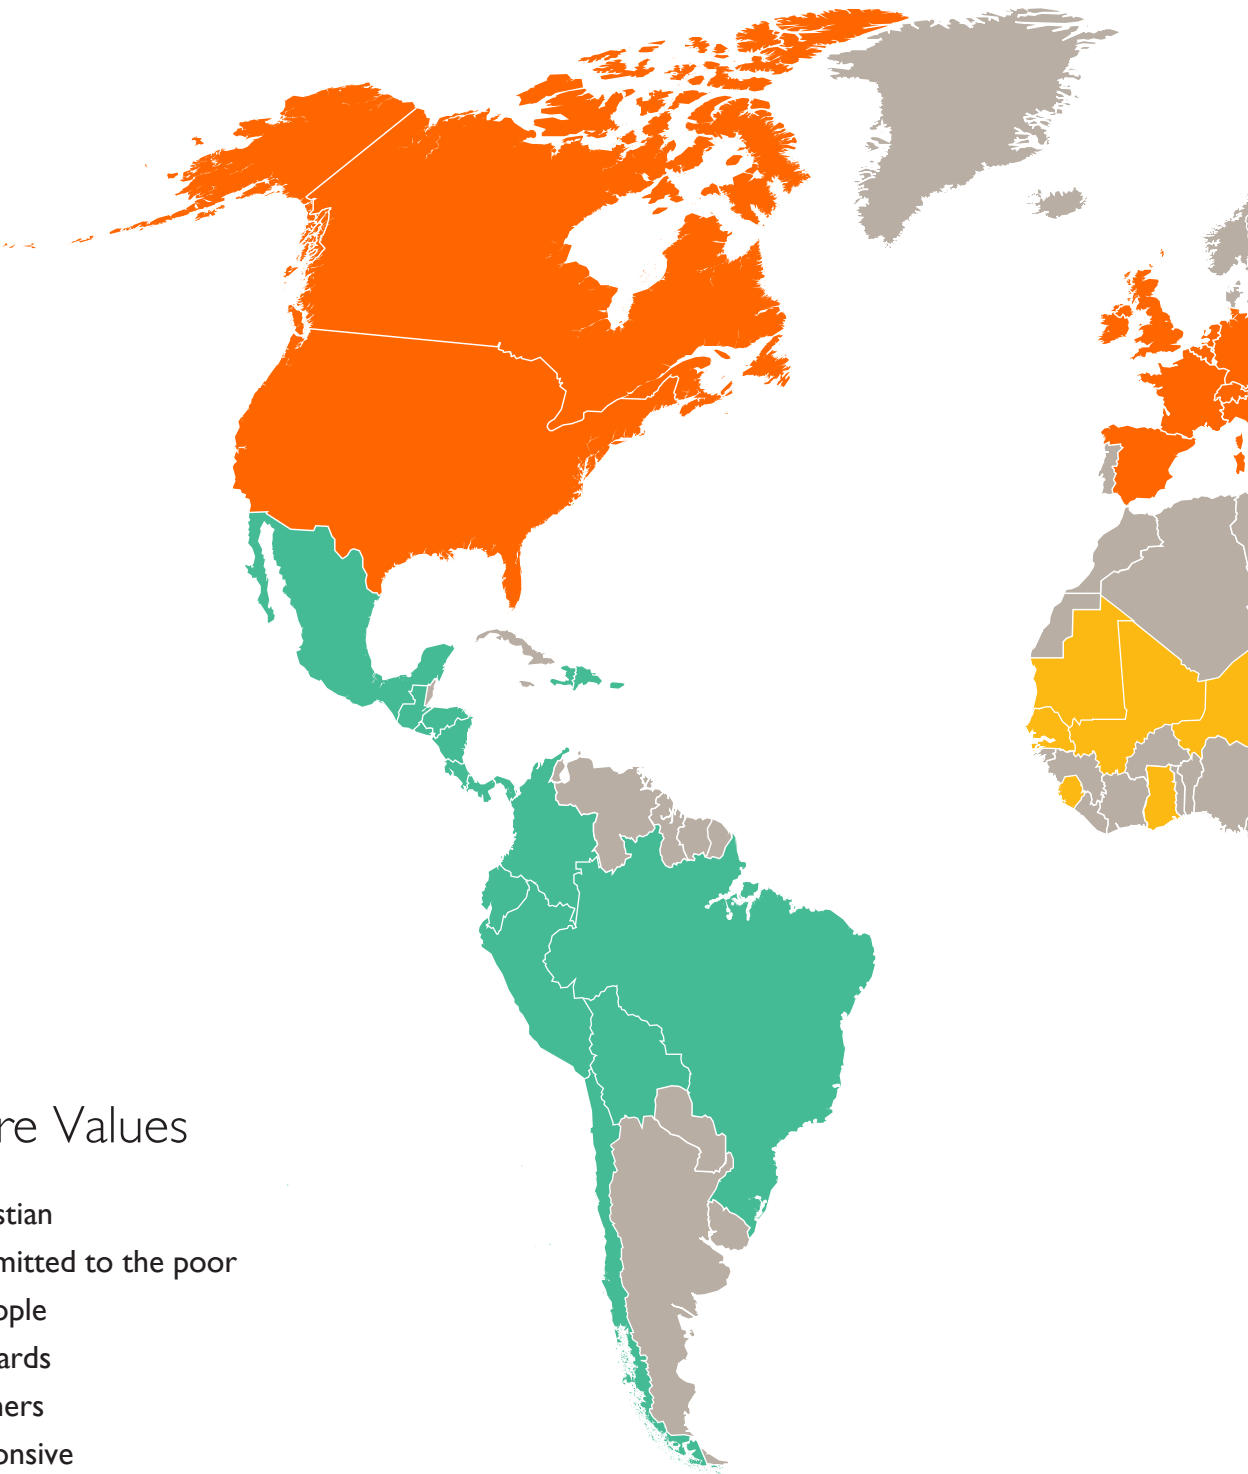 re Values
stian
mitted to the poor
ople
ards
ners
onsive